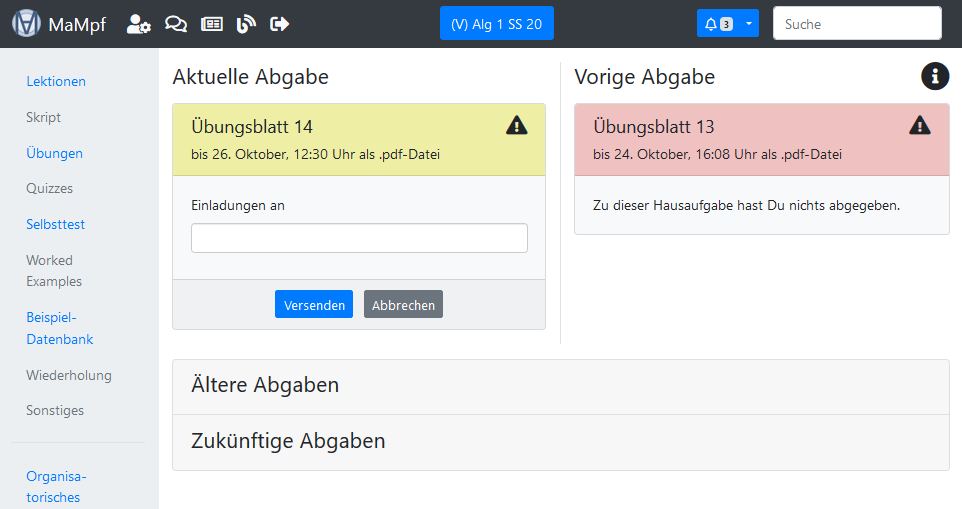 MaMpf
(V) Alg 1 SS 20
3
Suche
Lektionen
Skript
Übungen
Quizzes
Selbsttest
Worked
Examples
Beispiel-
Datenbank
Wiederholung
Sonstiges
Organisa-
torisches
Aktuelle Abgabe
Übungsblatt 14
bis 26. Oktober, 12:30 Uhr als .pdf-Datei
Einladungen an
Versenden
Abbrechen
Vorige Abgabe
Übungsblatt 13
bis 24. Oktober, 16:08 Uhr als .pdf-Datei
Zu dieser Hausaufgabe hast Du nichts abgegeben.
Ältere Abgaben
Zukünftige Abgaben